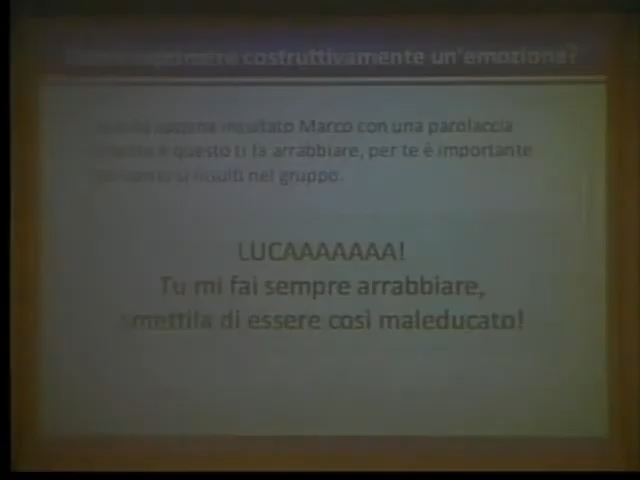 costruttivamente un'emozione?
insultato Marco con una parolaccia
e questo ti fa arrabbiare, per te è importante
si insulti nel gruppo.
LUCAAAAAAA!
Tu mi fai sempre arrabbiare,
smettila di essere così maleducato!